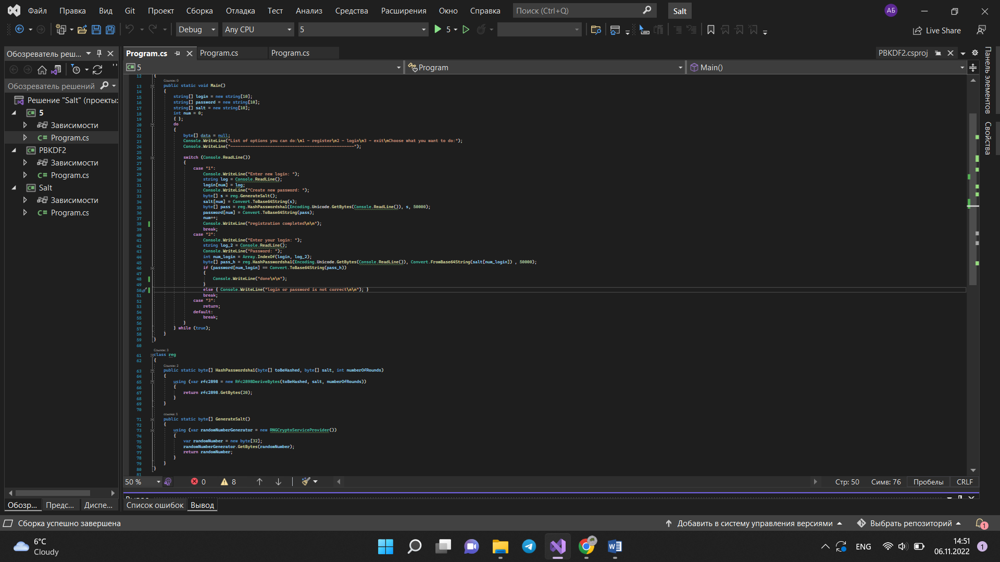 Файл Правка Вид Git Проект Сборка Отладка Тест Анализ Средства Расширения Окно Справка Поиск (Ctrl+Q) Salt АБ
Debug Any CPU 5 5 Live Share
Обозреватель реш...
Обозреватель решений
Решение "Salt" (проекты:
5
Зависимости
C# Program.cs
PBKDF2
Зависимости
C# Program.cs
Salt
Зависимости
C# Program.cs
Обозр... Предс... Диспе...
Program.cs Program.cs Program.cs PBKDF2.csproj
C# 5 Program Main()
Панель элементов
Свойства
12 {
Ссылок: 0
13 public static void Main()
14 {
15 string[] login = new string[10];
16 string[] password = new string[10];
17 string[] salt = new string[10];
18 int num = 0;
19 { };
20 do
21 {
22 byte[] data = null;
23 Console.WriteLine("List of options you can do:\n1 - register\n2 - login\n3 - exit\nChoose what you want to do:");
24 Console.WriteLine("--------------------------------------------------");
25
26 switch (Console.ReadLine())
27 {
28 case "1":
29 Console.WriteLine("Enter new login: ");
30 string log = Console.ReadLine();
31 login[num] = log;
32 Console.WriteLine("Create new password: ");
33 byte[] s = reg.GenerateSalt();
34 salt[num] = Convert.ToBase64String(s);
35 byte[] pass = reg.HashPasswordsha1(Encoding.Unicode.GetBytes(Console.ReadLine()), s, 50000);
36 password[num] = Convert.ToBase64String(pass);
37 num++;
38 Console.WriteLine("registration completed\n\n");
39 break;
40 case "2":
41 Console.WriteLine("Enter your login: ");
42 string log_2 = Console.ReadLine();
43 Console.WriteLine("Password: ");
44 int num_login = Array.IndexOf(login, log_2);
45 byte[] pass_h = reg.HashPasswordsha1(Encoding.Unicode.GetBytes(Console.ReadLine()), Convert.FromBase64String(salt[num_login]) , 50000);
46 if (password[num_login] == Convert.ToBase64String(pass_h))
47 {
48 Console.WriteLine("done\n\n");
49 }
50 else { Console.WriteLine("login or password is not correct\n\n"); }
51 break;
52 case "3":
53 return;
54 default:
55 break;
56 }
57 } while (true);
58 }
59 }
60
Ссылок: 3
61 class reg
62 {
Ссылок: 2
63 public static byte[] HashPasswordsha1(byte[] toBeHashed, byte[] salt, int numberOfRounds)
64 {
65 using (var rfc2898 = new Rfc2898DeriveBytes(toBeHashed, salt, numberOfRounds))
66 {
67 return rfc2898.GetBytes(20);
68 }
69 }
70
ссылка: 1
71 public static byte[] GenerateSalt()
72 {
73 using (var randomNumberGenerator = new RNGCryptoServiceProvider())
74 {
75 var randomNumber = new byte[32];
76 randomNumberGenerator.GetBytes(randomNumber);
77 return randomNumber;
78 }
79 }
80 }
81
50 % 0 8 Стр: 50 Симв: 76 Пробелы CRLF
Список ошибок Вывод
Сборка успешно завершена Добавить в систему управления версиями Выбрать репозиторий 1
6°C
Cloudy
ENG
14:51
06.11.2022
1